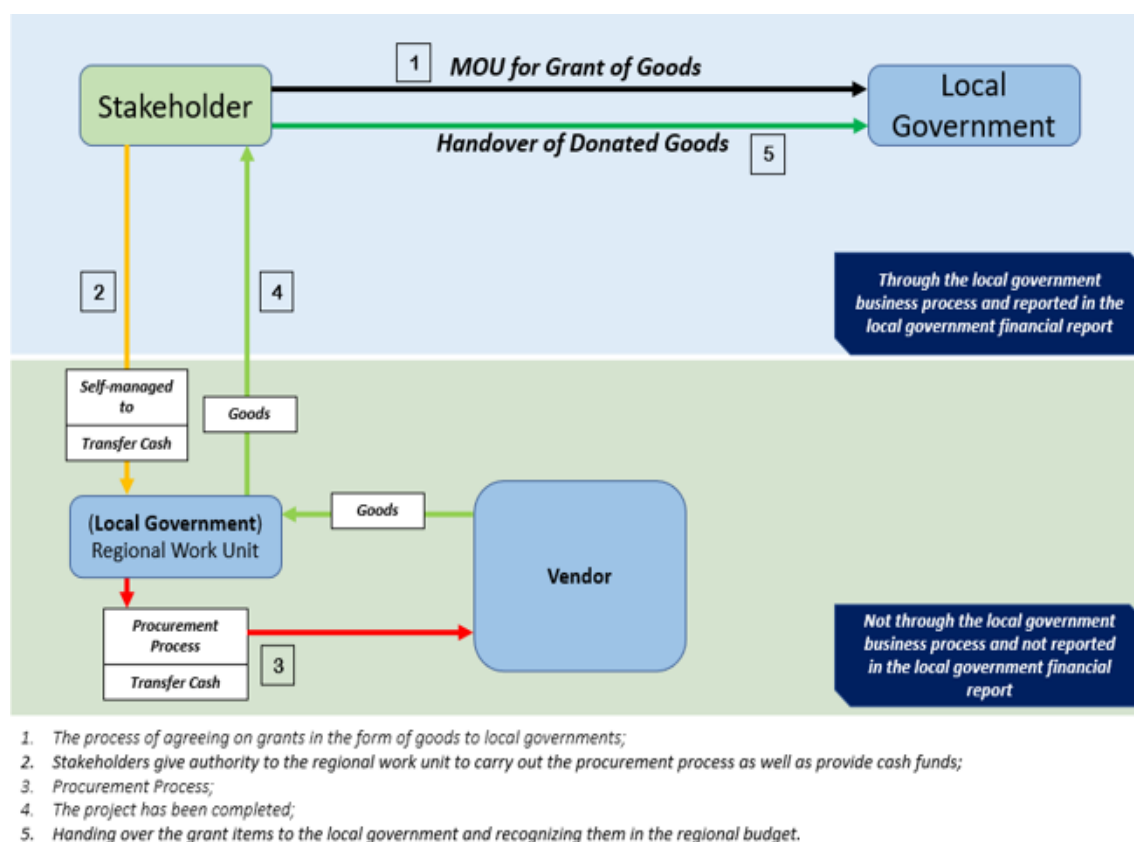 1
MOU for Grant of Goods
Stakeholder
Local
Government
Handover of Donated Goods
5
2
4
Through the local government
business process and reported in the
local government financial report
Self-managed
to
Transfer Cash
Goods
(Local Government)
Regional Work Unit
Goods
Vendor
Procurement
Process
Transfer Cash
3
Not through the local government
business process and not reported
in the local government financial
report
1. The process of agreeing on grants in the form of goods to local governments;
2. Stakeholders give authority to the regional work unit to carry out the procurement process as well as provide cash funds;
3. Procurement Process;
4. The project has been completed;
5. Handing over the grant items to the local government and recognizing them in the regional budget.